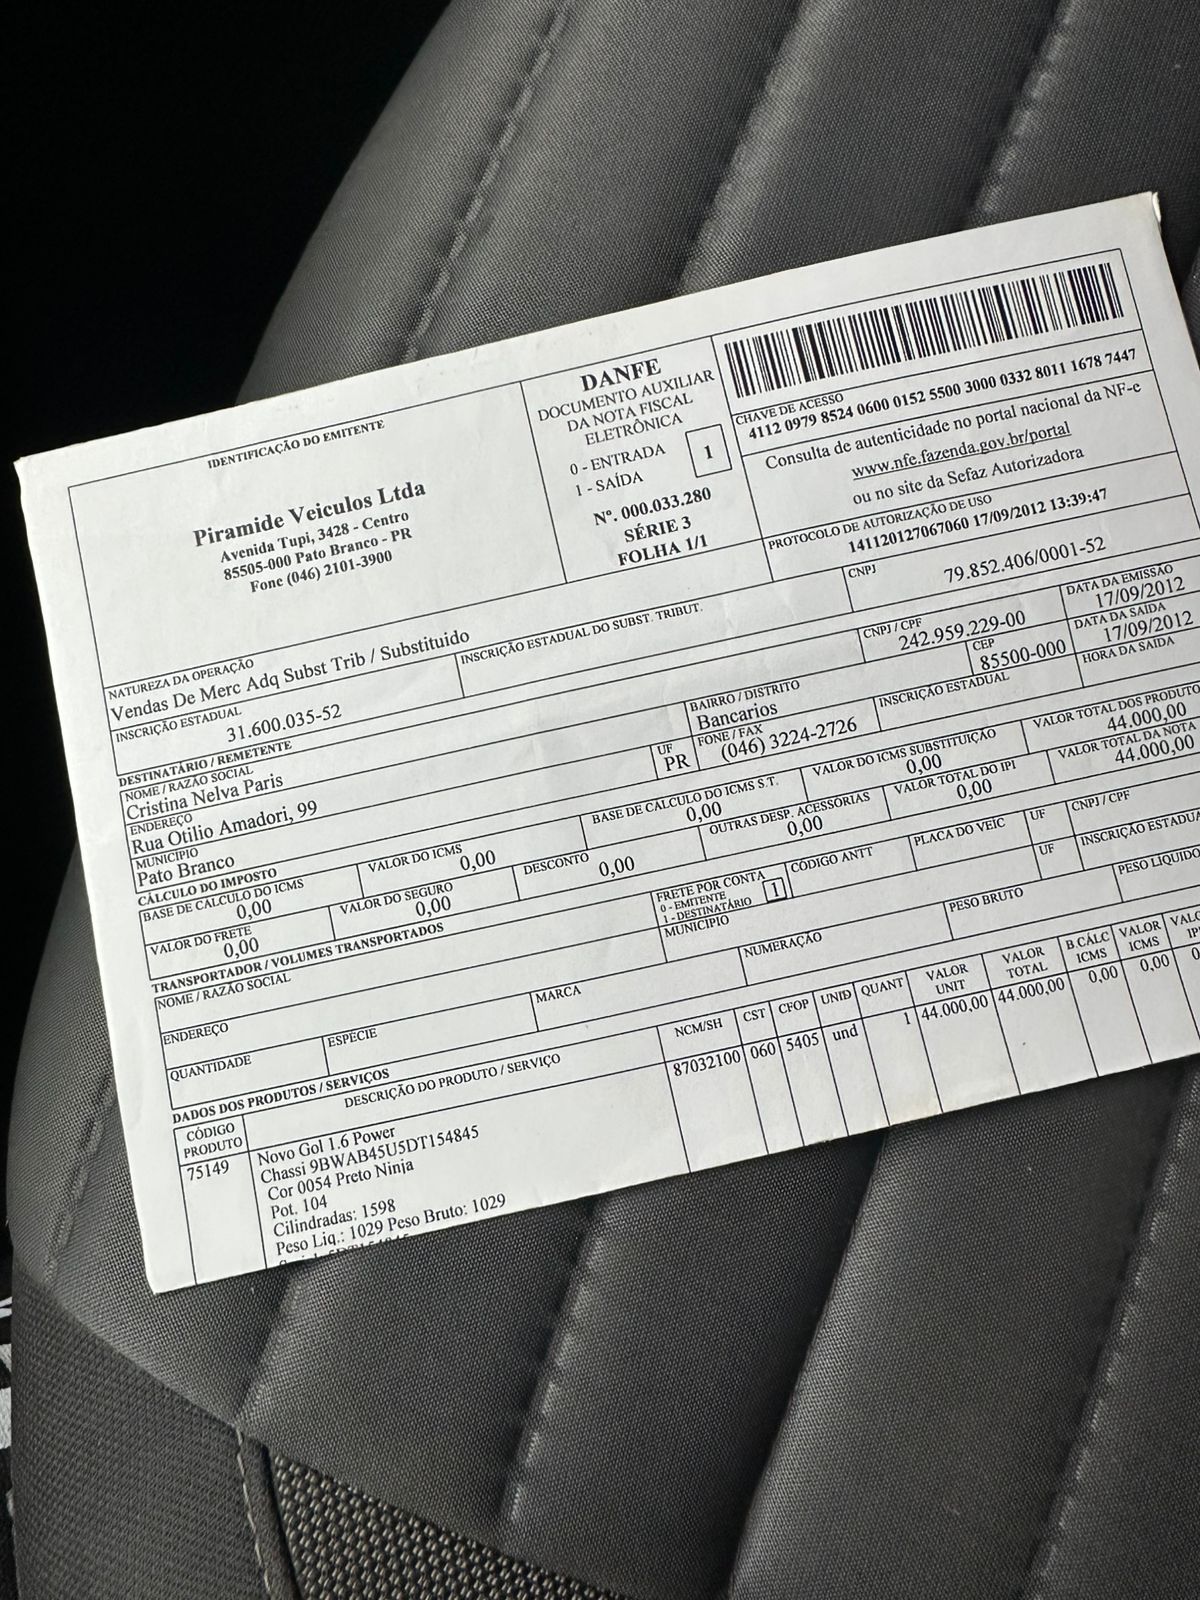 IDENTIFICAÇÃO DO EMITENTE
Piramide Veiculos Ltda
Avenida Tupi, 3428 - Centro
85505-000 Pato Branco - PR
Fone (046) 2101-3900
DANFE
DOCUMENTO AUXILIAR
DA NOTA FISCAL
ELETRÔNICA
0 - ENTRADA
1 - SAÍDA
1
Nº. 000.033.280
SÉRIE 3
FOLHA 1/1
CHAVE DE ACESSO
4112 0979 8524 0600 0152 5500 3000 0332 8011 1678 7447
Consulta de autenticidade no portal nacional da NF-e
www.nfe.fazenda.gov.br/portal
ou no site da Sefaz Autorizadora
PROTOCOLO DE AUTORIZAÇÃO DE USO
141120127067060 17/09/2012 13:39:47
NATUREZA DA OPERAÇÃO
Vendas De Merc Adq Subst Trib / Substituido
INSCRIÇÃO ESTADUAL
31.600.035-52
INSCRIÇÃO ESTADUAL DO SUBST. TRIBUT.
CNPJ
79.852.406/0001-52
DESTINATÁRIO / REMETENTE
NOME / RAZÃO SOCIAL
Cristina Nelva Paris
CNPJ / CPF
242.959.229-00
DATA DA EMISSÃO
17/09/2012
ENDEREÇO
Rua Otilio Amadori, 99
BAIRRO / DISTRITO
Bancarios
CEP
85500-000
DATA DA SAÍDA
17/09/2012
MUNICÍPIO
Pato Branco
UF
PR
FONE / FAX
(046) 3224-2726
INSCRIÇÃO ESTADUAL
HORA DA SAÍDA
CÁLCULO DO IMPOSTO
BASE DE CÁLCULO DO ICMS
0,00
VALOR DO ICMS
0,00
BASE DE CÁLCULO DO ICMS S.T.
0,00
VALOR DO ICMS SUBSTITUIÇÃO
0,00
VALOR TOTAL DOS PRODUTO
44.000,00
VALOR DO FRETE
0,00
VALOR DO SEGURO
0,00
DESCONTO
0,00
OUTRAS DESP. ACESSORIAS
0,00
VALOR TOTAL DO IPI
0,00
VALOR TOTAL DA NOTA
44.000,00
TRANSPORTADOR / VOLUMES TRANSPORTADOS
NOME / RAZÃO SOCIAL
FRETE POR CONTA
0 - EMITENTE
1 - DESTINATÁRIO
1
CÓDIGO ANTT
PLACA DO VEÍC
UF
CNPJ / CPF
ENDEREÇO
MUNICÍPIO
UF
INSCRIÇÃO ESTADUA
QUANTIDADE
ESPÉCIE
MARCA
NUMERAÇÃO
PESO BRUTO
PESO LIQUIDO
DADOS DOS PRODUTOS / SERVIÇOS
CÓDIGO PRODUTO
DESCRIÇÃO DO PRODUTO / SERVIÇO
NCM/SH
CST
CFOP
UNID
QUANT
VALOR UNIT
VALOR TOTAL
B.CÁLC ICMS
VALOR ICMS
VALO IPI
75149
Novo Gol 1.6 Power
87032100 060 5405 und 1 44.000,00 44.000,00 0,00 0,00 0
Chassi 9BWAB45U5DT154845
Cor 0054 Preto Ninja
Pot. 104
Cilindradas: 1598
Peso Liq.: 1029 Peso Bruto: 1029